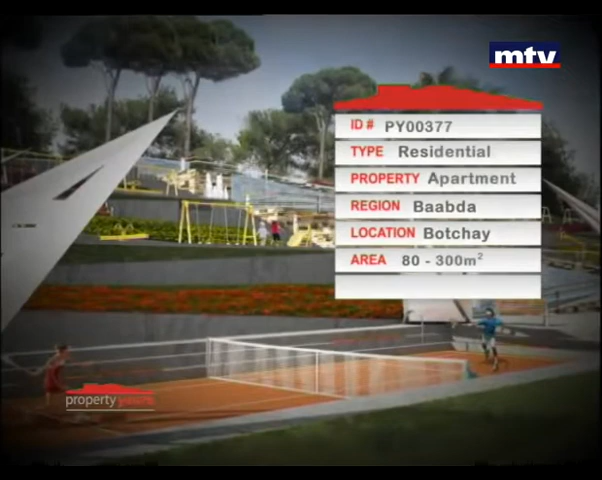 mtv
ID # PY00377
TYPE Residential
PROPERTY Apartment
REGION Baabda
LOCATION Botchay
AREA 80 - 300m²
property